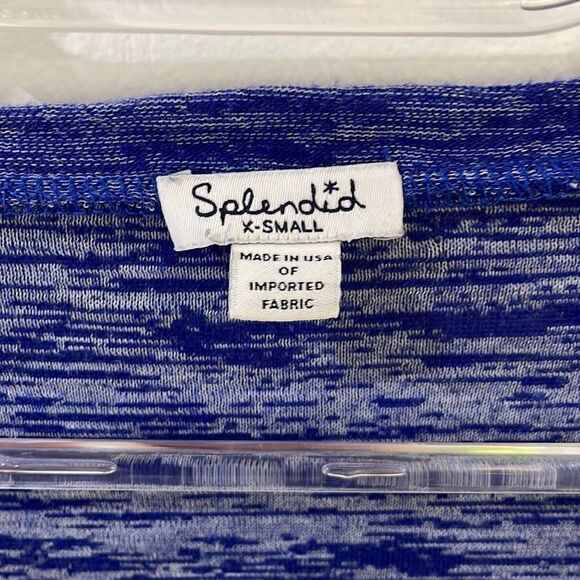 Splendid
X-SMALL
MADE IN USA
OF
IMPORTED
FABRIC